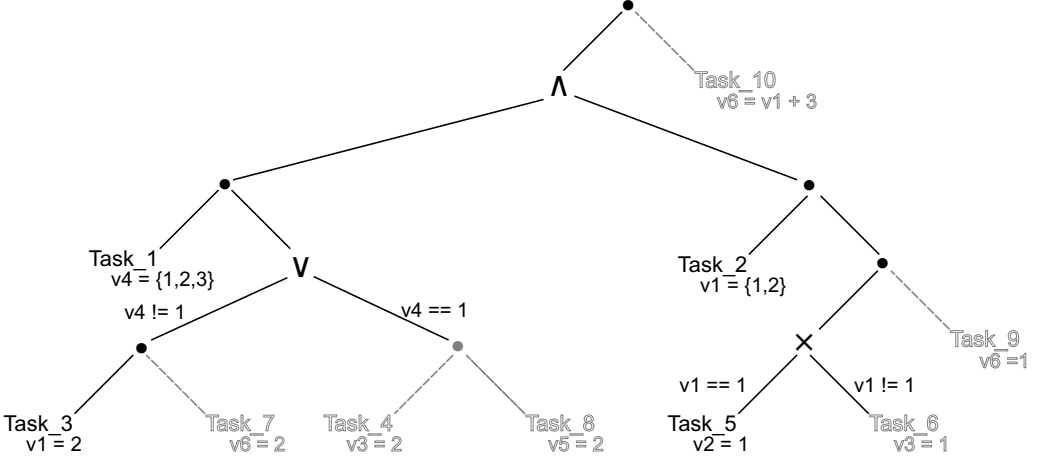 Task_10
v6 = v1 + 3
∧
Task_1
v4 = {1,2,3}
∨
Task_2
v1 = {1,2}
v4 != 1
v4 == 1
×
Task_9
v6 =1
v1 == 1
v1 != 1
Task_3
v1 = 2
Task_7
v6 = 2
Task_4
v3 = 2
Task_8
v5 = 2
Task_5
v2 = 1
Task_6
v3 = 1